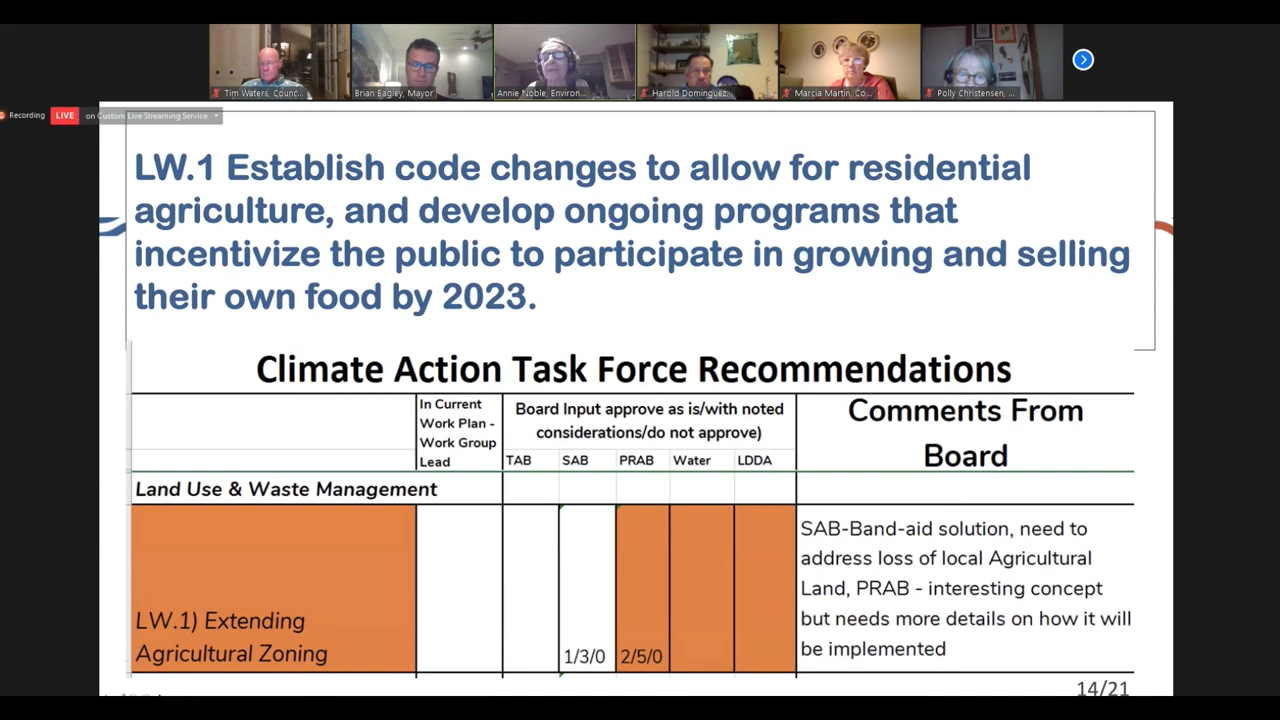 Tim Waters, Counc...
Brian Bagley, Mayor
Annie Noble, Environ...
Harold Dominguez...
Marcia Martin, Co...
Polly Christensen, ...
Recording
LIVE
on Custom Live Streaming Service
LW.1 Establish code changes to allow for residential
agriculture, and develop ongoing programs that
incentivize the public to participate in growing and selling
their own food by 2023.
Climate Action Task Force Recommendations
In Current
Work Plan -
Work Group
Lead
Board Input approve as is/with noted
considerations/do not approve)
TAB SAB PRAB Water LDDA
Comments From
Board
Land Use & Waste Management
LW.1) Extending
Agricultural Zoning
1/3/0
2/5/0
SAB-Band-aid solution, need to
address loss of local Agricultural
Land, PRAB - interesting concept
but needs more details on how it will
be implemented
14/21